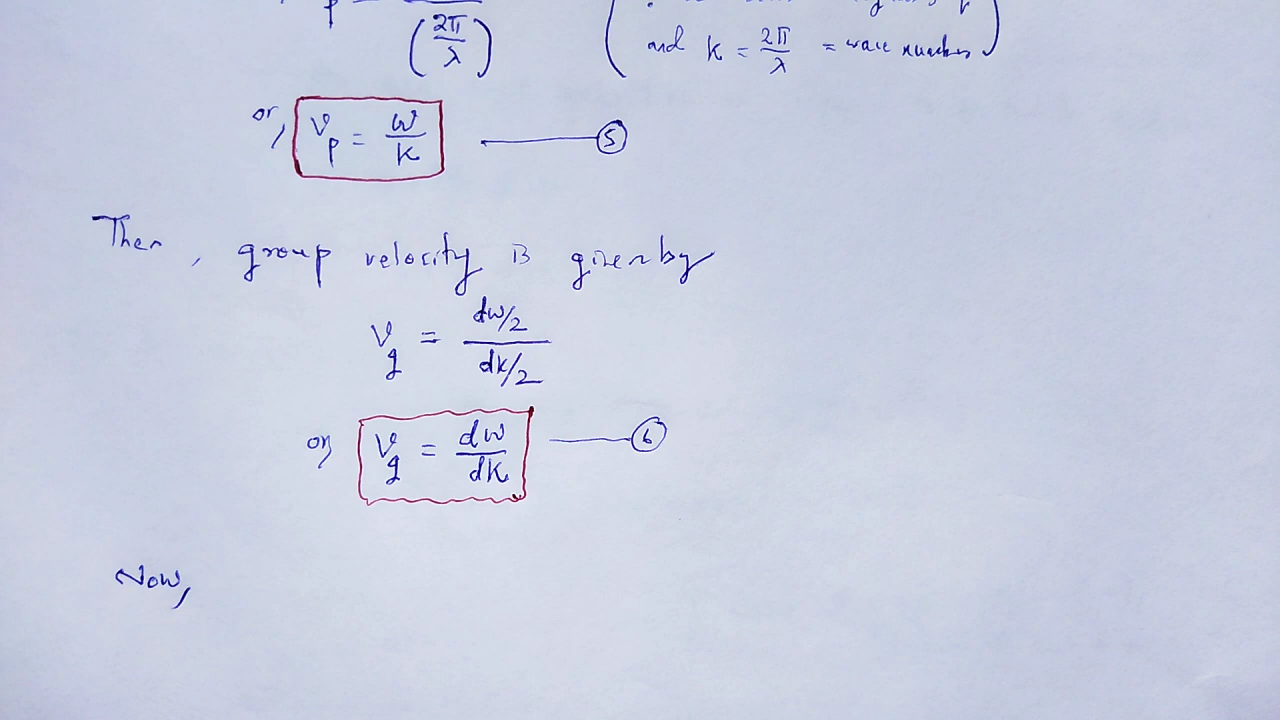 p =
(2π/λ)
and k = 2π/λ = wave number)
or, Vp = ω/k —— 5
Then, group velocity is given by
Vg = dω/2 / dk/2
or, Vg = dω/dk —— 6
Now,